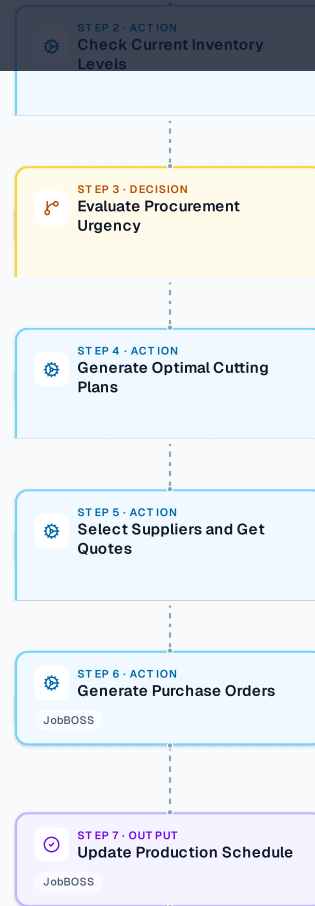 STEP 2 · ACTION
Check Current Inventory
Levels
STEP 3 · DECISION
Evaluate Procurement
Urgency
STEP 4 · ACTION
Generate Optimal Cutting
Plans
STEP 5 · ACTION
Select Suppliers and Get
Quotes
STEP 6 · ACTION
Generate Purchase Orders
JobBOSS
STEP 7 · OUTPUT
Update Production Schedule
JobBOSS